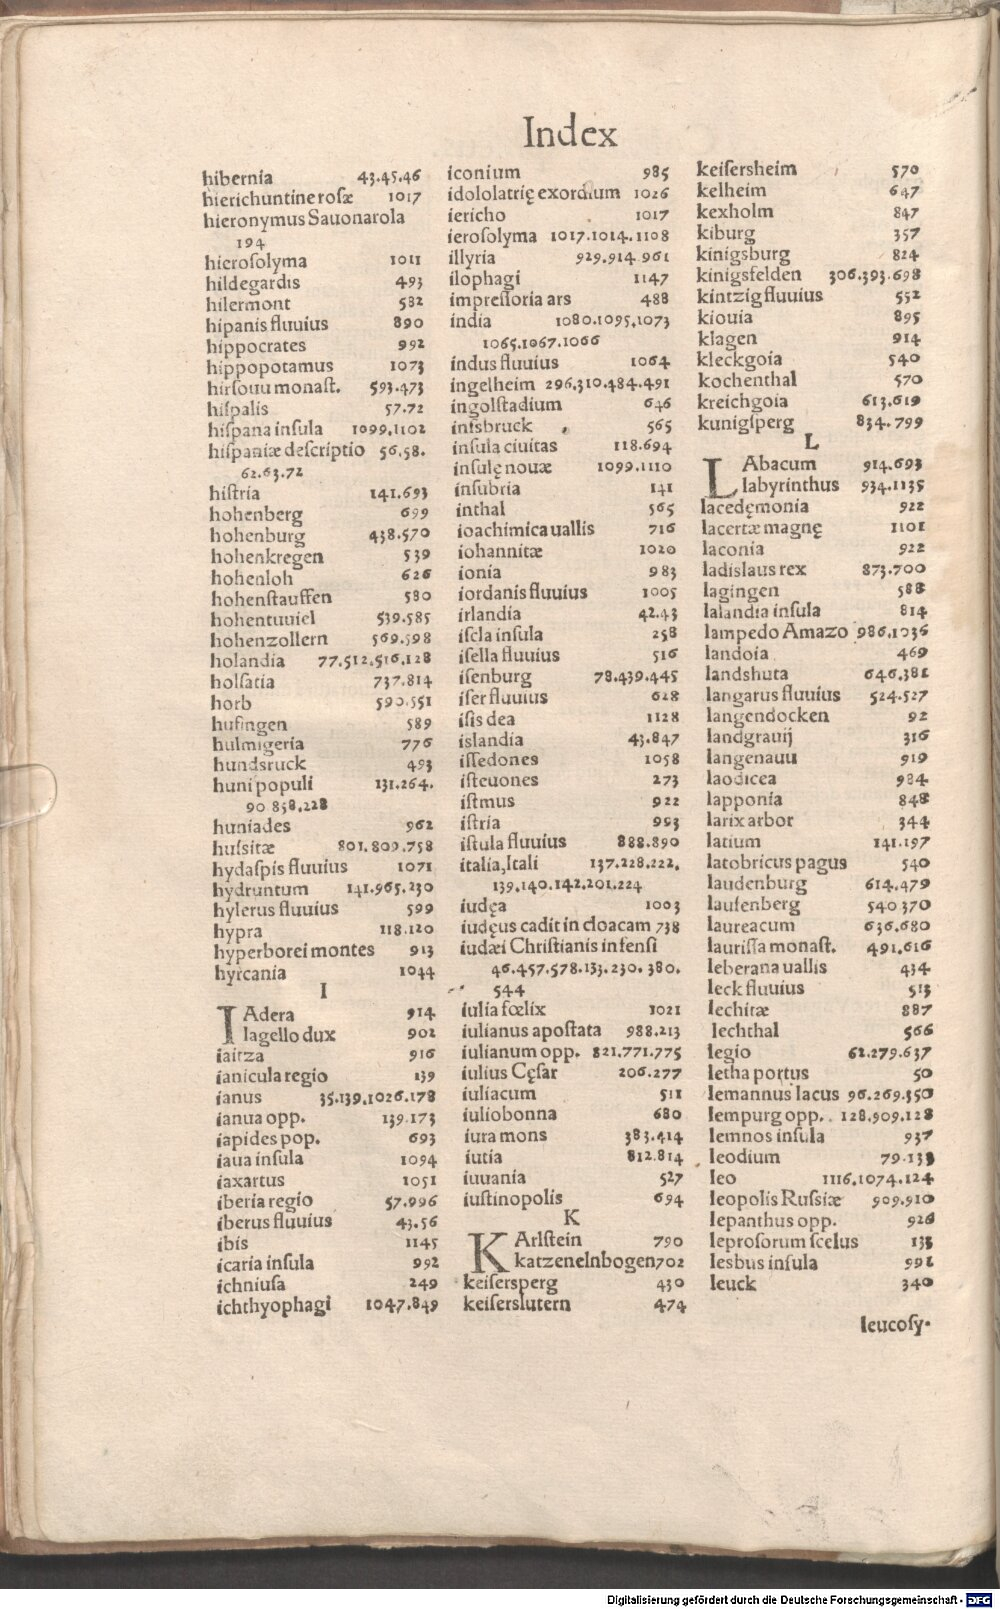 Index
hibernia 43.45.46
hierichuntine rosæ 1017
hieronymus Sauonarola
194
hierosolyma 1011
hildegardis 493
hilermont 582
hipanis fluuius 890
hippocrates 992
hippopotamus 1073
hirsouu monast. 593.473
hispalis 57.72
hispana insula 1099.1102
hispaniæ descriptio 56.58.
62.63.72
histria 141.693
hohenberg 699
hohenburg 438.570
hohenkregen 539
hohenloh 626
hohenstauffen 580
hohentuuiel 539.585
hohenzollern 569.598
holandia 77.512.516.128
holsatia 737.814
horb 590.551
hufingen 589
hulmigeria 776
hundsruck 493
huni populi 131.264.
90 858.228
huniades 962
hussitæ 801.809.758
hydaspis fluuius 1071
hydruntum 141.965.230
hylerus fluuius 599
hypra 118.120
hyperborei montes 913
hyrcania 1044
I
IAdera 914
Iagello dux 902
iaitza 916
ianicula regio 139
ianus 35.139.1026.178
ianua opp. 139.173
iapides pop. 693
iaua insula 1094
iaxartus 1051
iberia regio 57.996
iberus fluuius 43.56
ibis 1145
icaria insula 992
ichniusa 249
ichthyophagi 1047.849
iconium 985
idololatrię exordium 1026
iericho 1017
ierosolyma 1017.1014.1108
illyria 929.914 961
ilophagi 1147
impressoria ars 488
india 1080.1095.1073
1065.1067.1066
indus fluuius 1064
ingelheim 296.310.484.491
ingolstadium 646
insbruck 565
insula ciuitas 118.694
insulę nouæ 1099.1110
insubria 141
inthal 565
ioachimica uallis 716
iohannitæ 1020
ionia 983
iordanis fluuius 1005
irlandia 42.43
iscla insula 258
isella fluuius 516
isenburg 78.439.445
iser fluuius 628
isis dea 1128
islandia 43.847
issedones 1058
isteuones 273
istmus 922
istria 993
istula fluuius 888.890
italia, Itali 137.228.222.
139.140.142.201.224
iudęa 1003
iudęus cadit in cloacam 738
iudæi Christianis infensi
46.457.578.133.230.380.
544
iulia fœlix 1021
iulianus apostata 988.213
iulianum opp. 821.771.775
iulius Cęsar 206.277
iuliacum 511
iuliobonna 680
iura mons 383.414
iutia 812.814
iuuania 527
iustinopolis 694
K
KArlstein 790
katzenelnbogen 702
keisersperg 430
keiserslutern 474
keisersheim 570
kelheim 647
kexholm 847
kiburg 357
kinigsburg 824
kinigsfelden 306.393.698
kintzig fluuius 552
kiouia 895
klagen 914
kleckgoia 540
kochenthal 570
kreichgoia 613.619
kunigsperg 834.799
L
LAbacum 914.693
labyrinthus 934.1135
lacedęmonia 922
lacertæ magnę 1101
laconia 922
ladislaus rex 873.700
lagingen 588
lalandia insula 814
lampedo Amazo 986.1036
landoia 469
landshuta 646.381
langarus fluuius 524.527
langendocken 92
landgrauij 316
langenauu 919
laodicea 984
lapponia 848
larix arbor 344
latium 141.197
latobricus pagus 540
laudenburg 614.479
laufenberg 540 370
laureacum 636.680
laurissa monast. 491.616
leberana uallis 434
leck fluuius 513
lechitæ 887
lechthal 566
legio 62.279.637
letha portus 50
lemannus lacus 96.269.350
lempurg opp. 128.909.128
lemnos insula 937
leodium 79.133
leo 1116.1074.124
leopolis Russiæ 909.910
lepanthus opp. 926
leprosorum scelus 135
lesbus insula 991
leuck 340
leucosy.
Digitalisierung gefördert durch die Deutsche Forschungsgemeinschaft - DFG